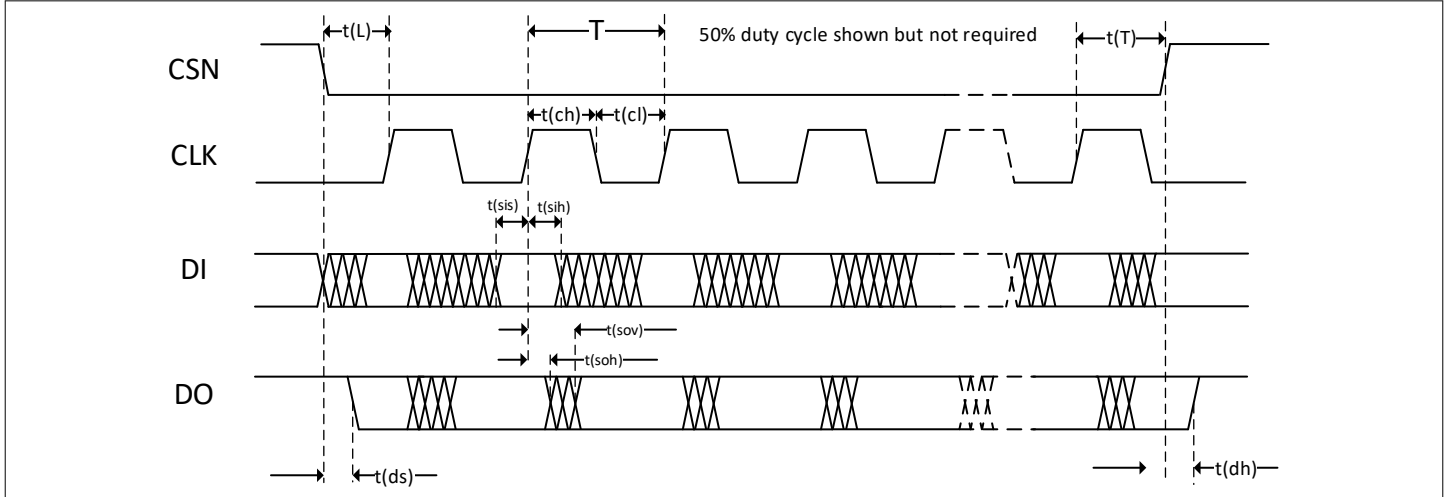 t(L)
T
50% duty cycle shown but not required
t(T)
CSN
t(ch)
t(cl)
CLK
t(sis)
t(sih)
DI
t(sov)
t(soh)
DO
t(ds)
t(dh)